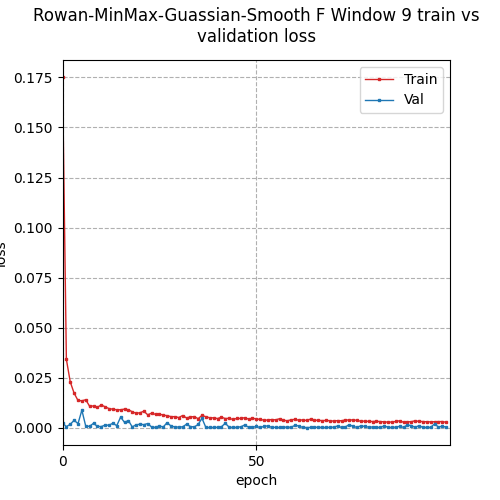 Rowan-MinMax-Guassian-Smooth F Window 9 train vs
validation loss
Train
Val
0.175
0.150
0.125
0.100
0.075
0.050
0.025
0.000
loss
0
50
epoch